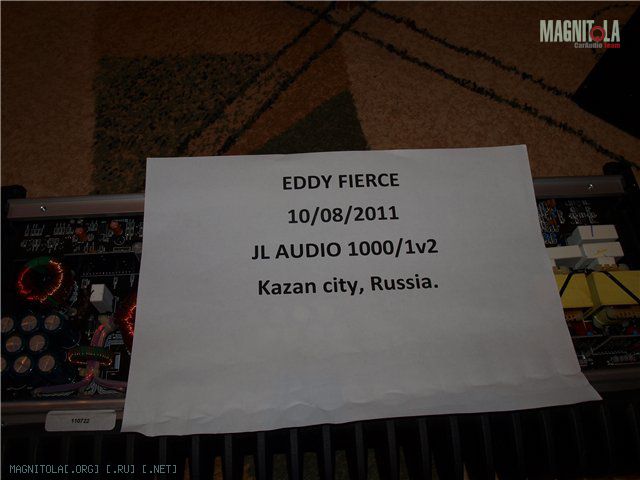 MAGNITOLA
CarAudio Team
EDDY FIERCE
10/08/2011
JL AUDIO 1000/1v2
Kazan city, Russia.
110722
MAGNITOLA[.ORG] [.RU] [.NET]